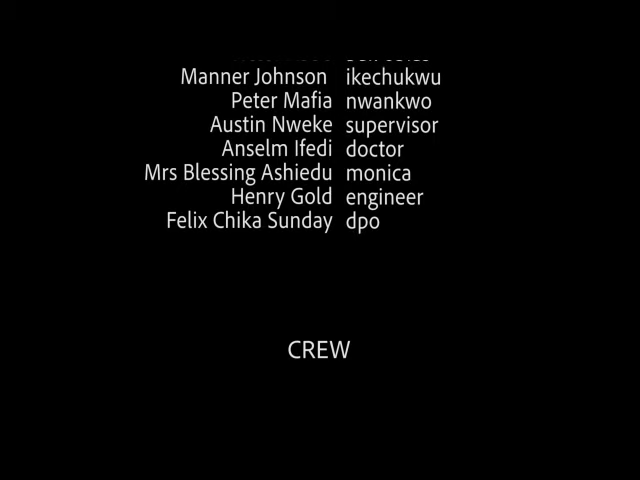 Manner Johnson ikechukwu
Peter Mafia nwankwo
Austin Nweke supervisor
Anselm Ifedi doctor
Mrs Blessing Ashiedu monica
Henry Gold engineer
Felix Chika Sunday dpo
CREW